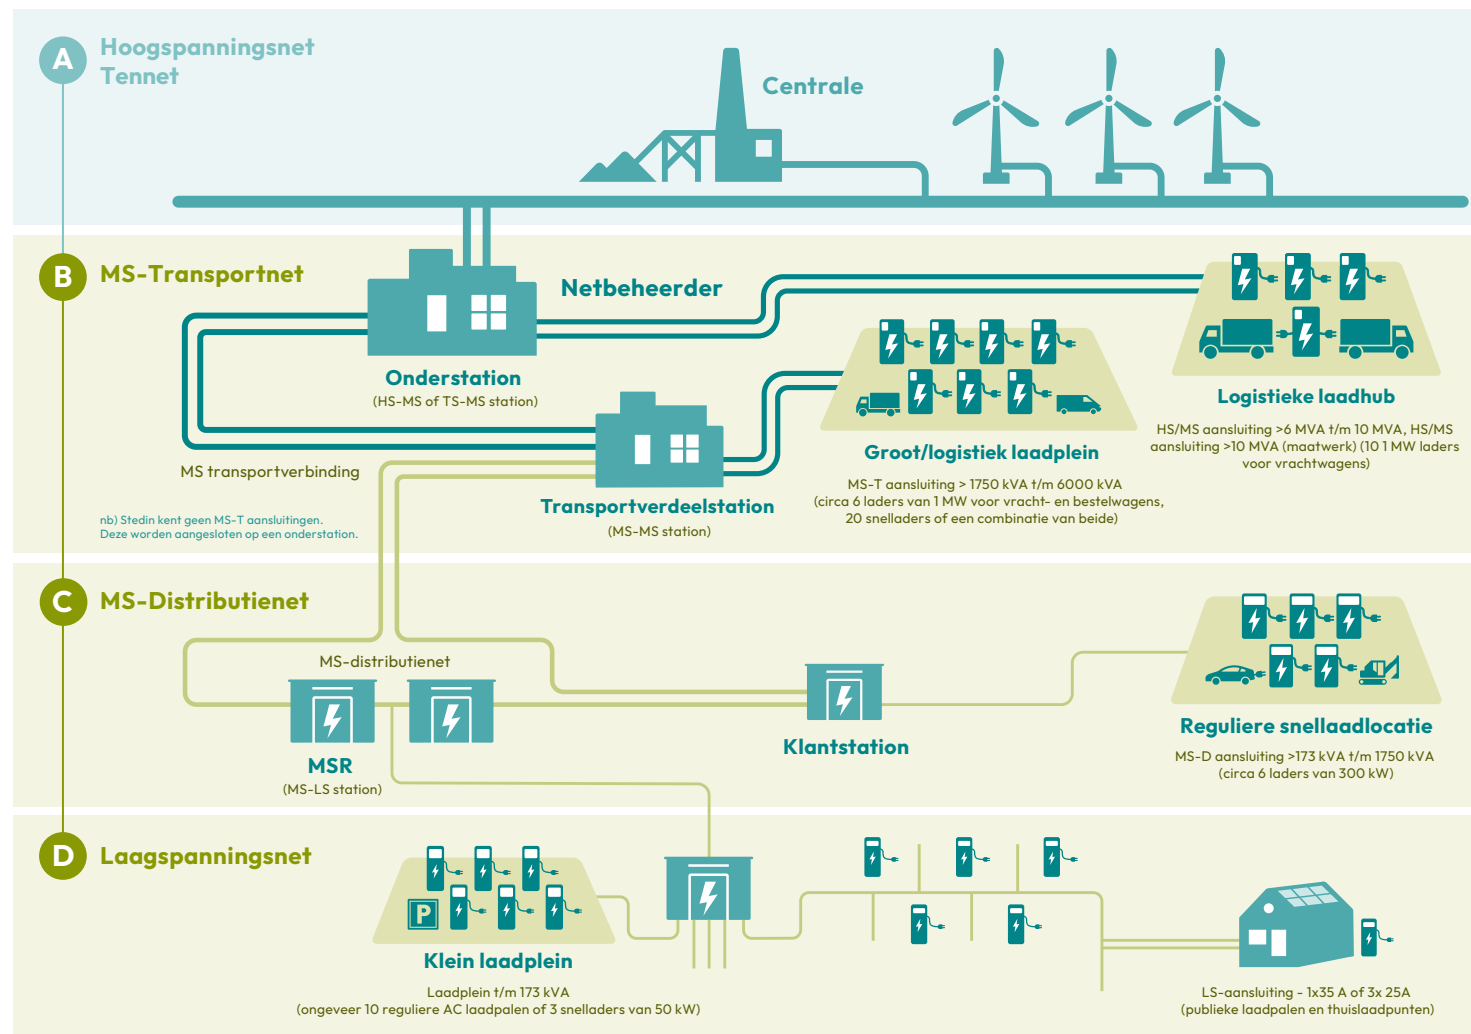 A
Hoogspanningsnet
Tennet
Centrale
B
MS-Transportnet
Netbeheerder
Onderstation
(HS-MS of TS-MS station)
Logistieke laadhub
HS/MS aansluiting >6 MVA t/m 10 MVA, HS/MS
aansluiting >10 MVA (maatwerk) (10 1 MW laders
voor vrachtwagens)
Groot/logistiek laadplein
MS-T aansluiting > 1750 kVA t/m 6000 kVA
(circa 6 laders van 1 MW voor vracht- en bestelwagens,
20 snelladers of een combinatie van beide)
MS transportverbinding
Transportverdeelstation
(MS-MS station)
nb) Stedin kent geen MS-T aansluitingen.
Deze worden aangesloten op een onderstation.
C
MS-Distributienet
MS-distributienet
MSR
(MS-LS station)
Klantstation
Reguliere snellaadlocatie
MS-D aansluiting >173 kVA t/m 1750 kVA
(circa 6 laders van 300 kW)
D
Laagspanningsnet
P
Klein laadplein
Laadplein t/m 173 kVA
(ongeveer 10 reguliere AC laadpalen of 3 snelladers van 50 kW)
LS-aansluiting - 1x35 A of 3x 25A
(publieke laadpalen en thuislaadpunten)